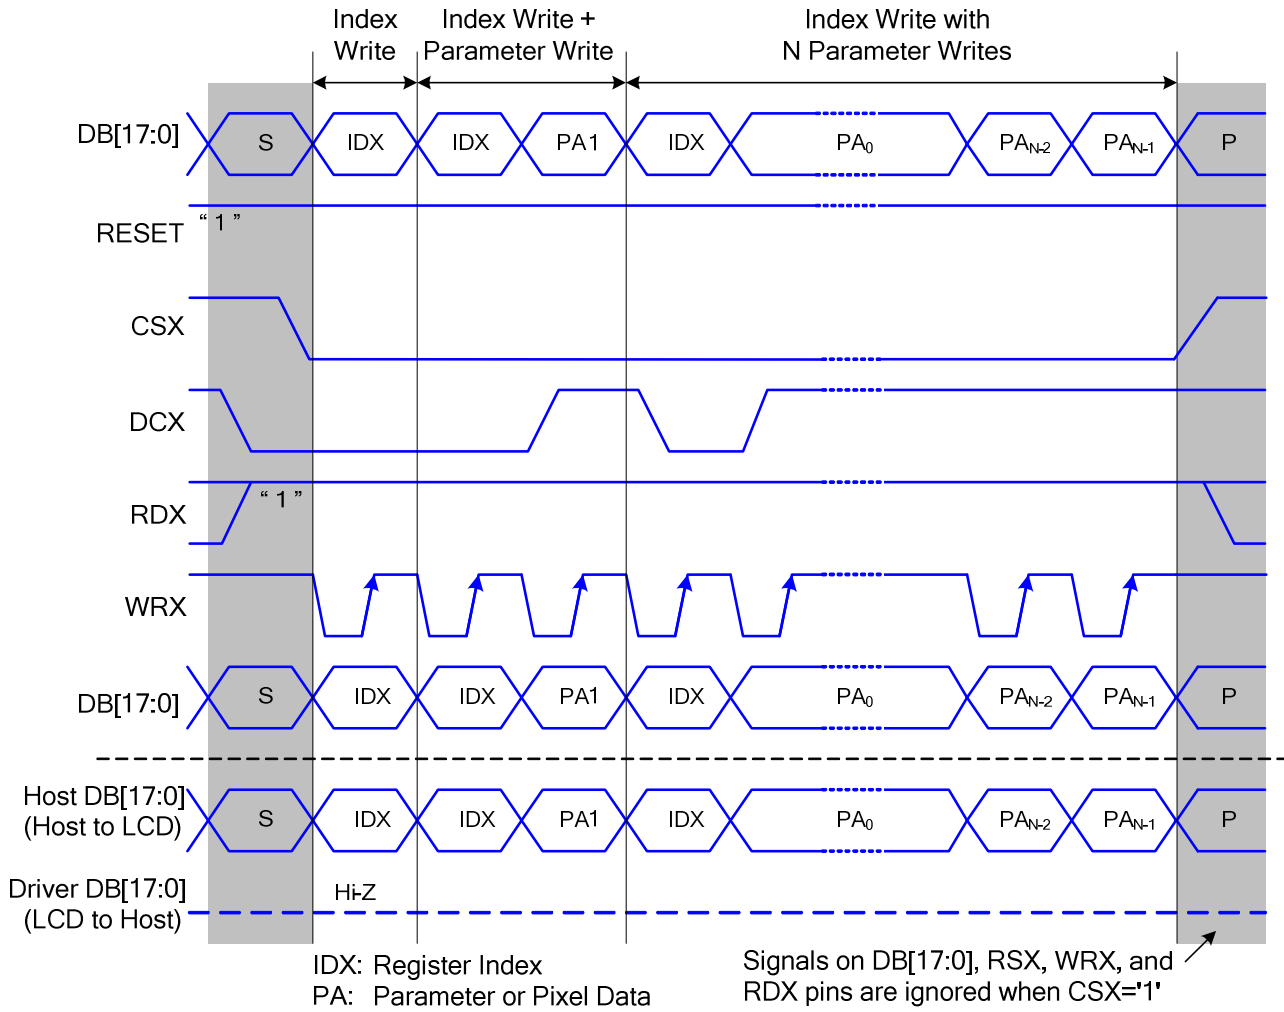 Index Write
Index Write + Parameter Write
Index Write with N Parameter Writes
DB[17:0] S IDX IDX PA1 IDX PA0 PAN-2 PAN-1 P
RESET “ 1 ”
CSX
DCX
RDX “ 1 ”
WRX
DB[17:0] S IDX IDX PA1 IDX PA0 PAN-2 PAN-1 P
Host DB[17:0] (Host to LCD) S IDX IDX PA1 IDX PA0 PAN-2 PAN-1 P
Driver DB[17:0] (LCD to Host) Hi-Z
IDX: Register Index
PA: Parameter or Pixel Data
Signals on DB[17:0], RSX, WRX, and
RDX pins are ignored when CSX='1'